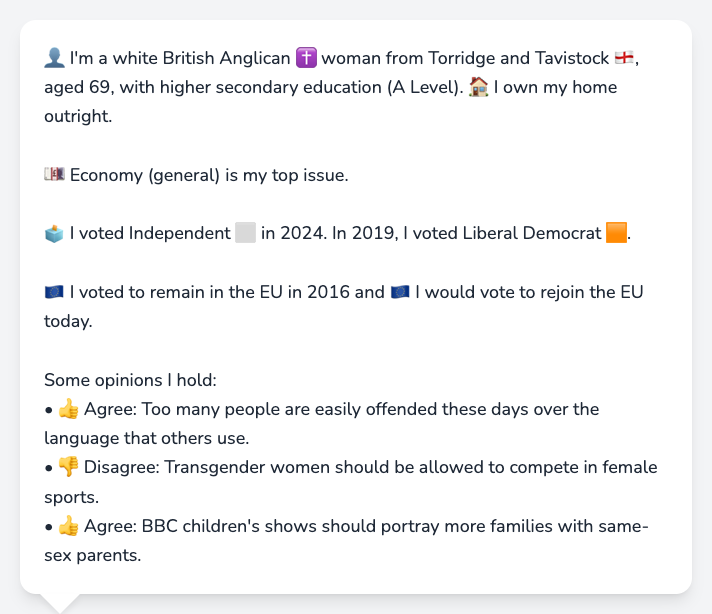 👤 I'm a white British Anglican ✝️ woman from Torridge and Tavistock 🏴󠁧󠁢󠁥󠁮󠁧󠁿,
aged 69, with higher secondary education (A Level). 🏠 I own my home
outright.
💷 Economy (general) is my top issue.
🗳️ I voted Independent ⬜ in 2024. In 2019, I voted Liberal Democrat 🟧.
🇪🇺 I voted to remain in the EU in 2016 and 🇪🇺 I would vote to rejoin the EU
today.
Some opinions I hold:
• 👍 Agree: Too many people are easily offended these days over the
language that others use.
• 👎 Disagree: Transgender women should be allowed to compete in female
sports.
• 👍 Agree: BBC children's shows should portray more families with same-
sex parents.